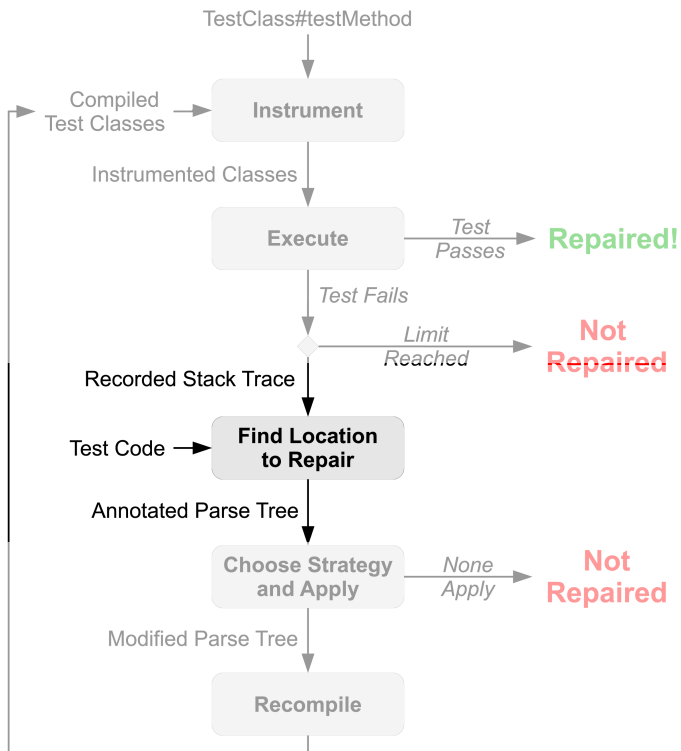 TestClass#testMethod
Compiled
Test Classes
Instrument
Instrumented Classes
Execute
Test
Passes
Repaired!
Test Fails
Limit
Reached
Not
Repaired
Recorded Stack Trace
Test Code
Find Location
to Repair
Annotated Parse Tree
Choose Strategy
and Apply
None
Apply
Not
Repaired
Modified Parse Tree
Recompile